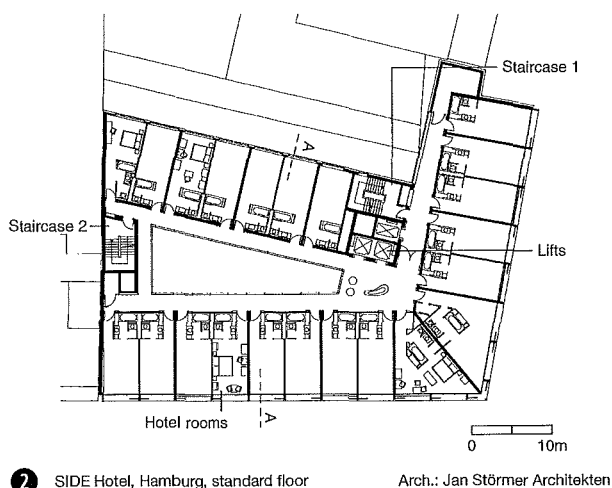 Staircase 1
A
Staircase 2
Lifts
Hotel rooms
A
0 10m
2 SIDE Hotel, Hamburg, standard floor Arch.: Jan Störmer Architekten